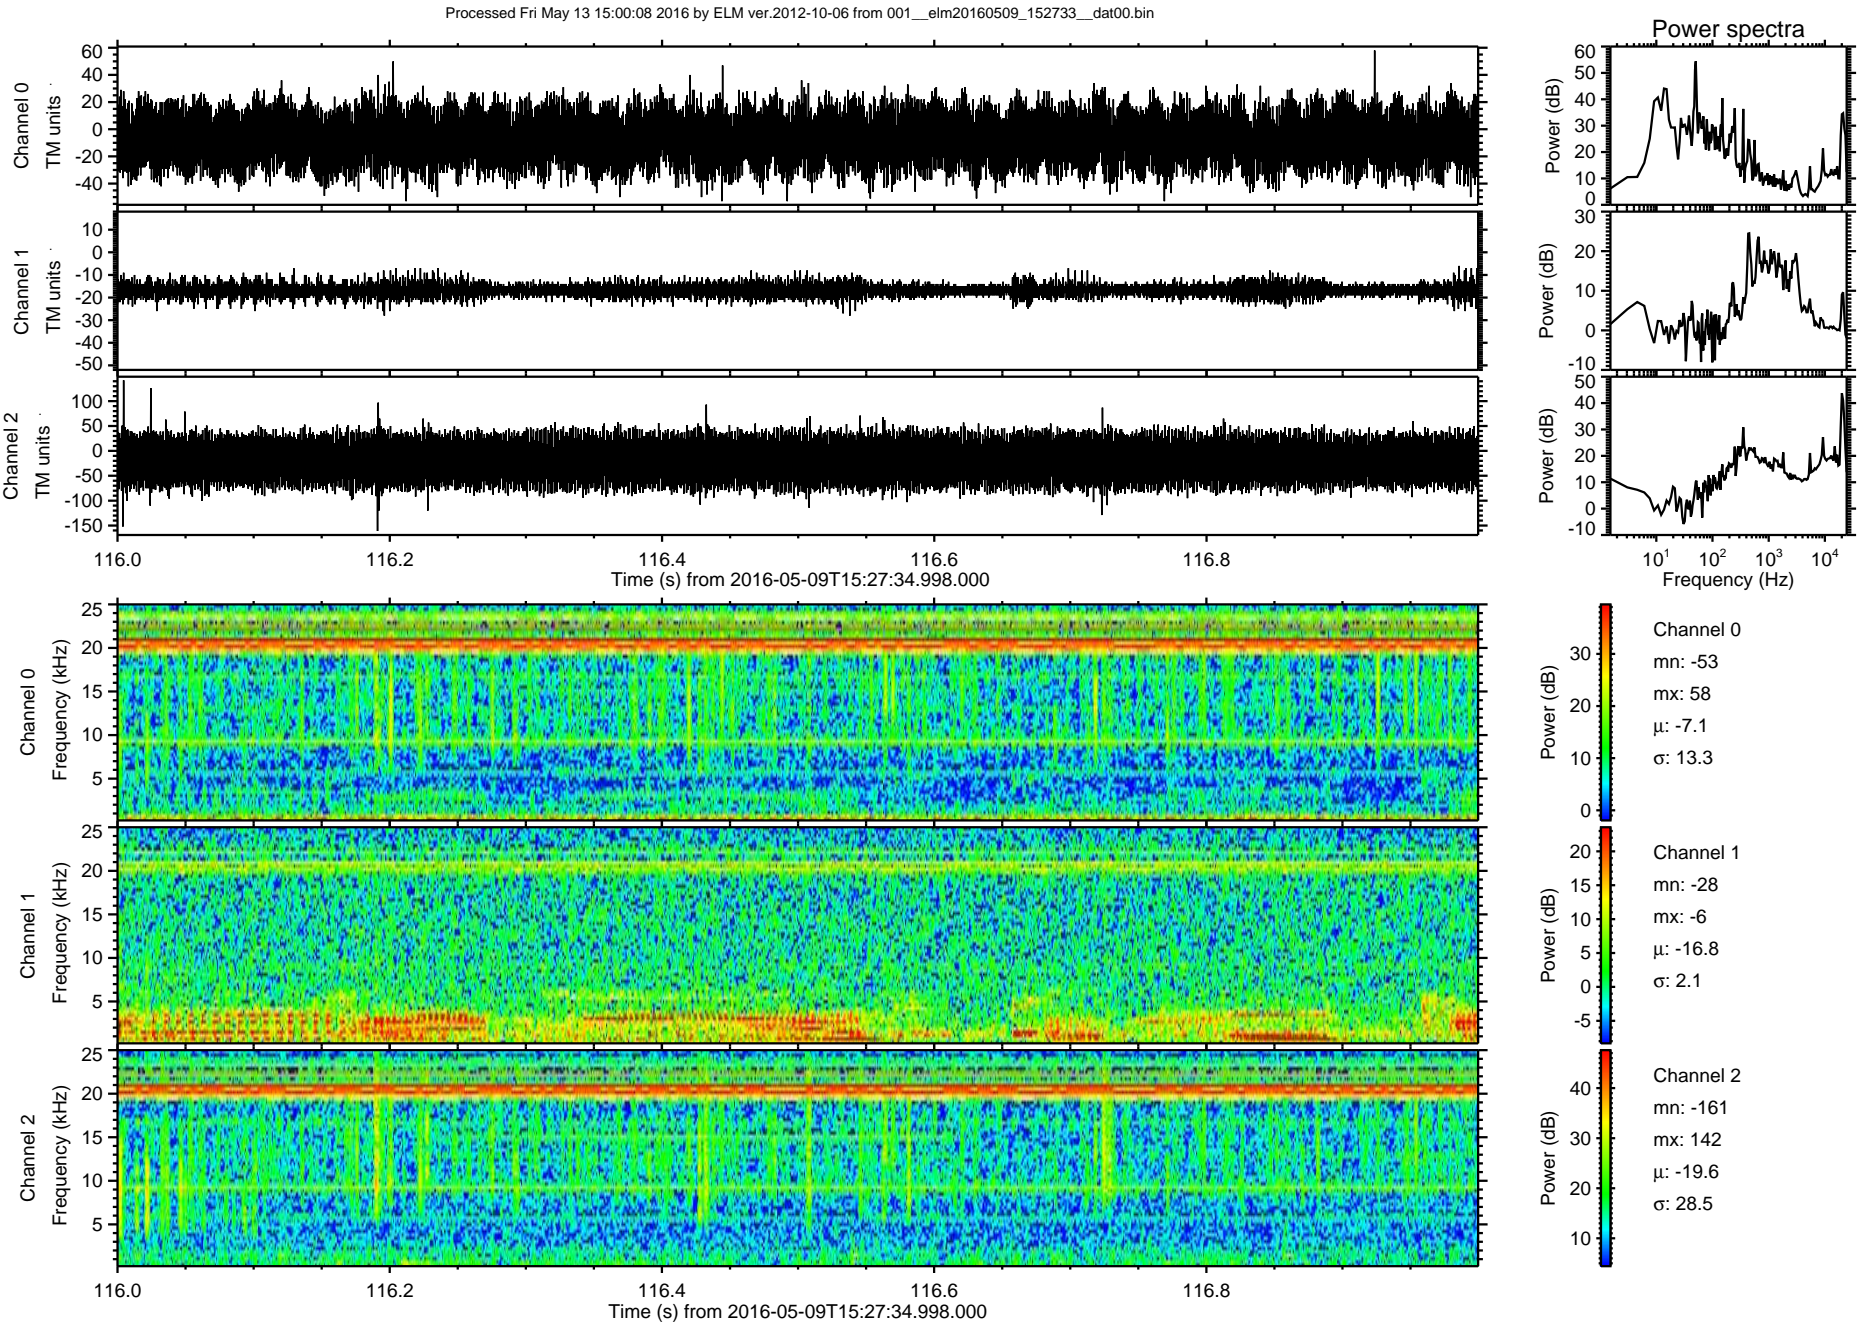 Processed Fri May 13 15:00:08 2016 by ELM ver.2012-10-06 from 001__elm20160509_152733__dat00.bin
Power spectra
Channel 0
TM units
60
40
20
0
-20
-40
Power (dB)
60
50
40
30
20
10
0
Channel 1
TM units
10
0
-10
-20
-30
-40
-50
Power (dB)
30
20
10
0
-10
Channel 2
TM units
100
50
0
-50
-100
-150
Power (dB)
50
40
30
20
10
0
-10
116.0 116.2 116.4 116.6 116.8
Time (s) from 2016-05-09T15:27:34.998.000
10^1 10^2 10^3 10^4
Frequency (Hz)
Channel 0
Frequency (kHz)
25
20
15
10
5
Power (dB)
30
20
10
0
Channel 0
mn: -53
mx: 58
μ: -7.1
σ: 13.3
Channel 1
Frequency (kHz)
25
20
15
10
5
Power (dB)
20
15
10
5
0
-5
Channel 1
mn: -28
mx: -6
μ: -16.8
σ: 2.1
Channel 2
Frequency (kHz)
25
20
15
10
5
Power (dB)
40
30
20
10
Channel 2
mn: -161
mx: 142
μ: -19.6
σ: 28.5
116.0 116.2 116.4 116.6 116.8
Time (s) from 2016-05-09T15:27:34.998.000